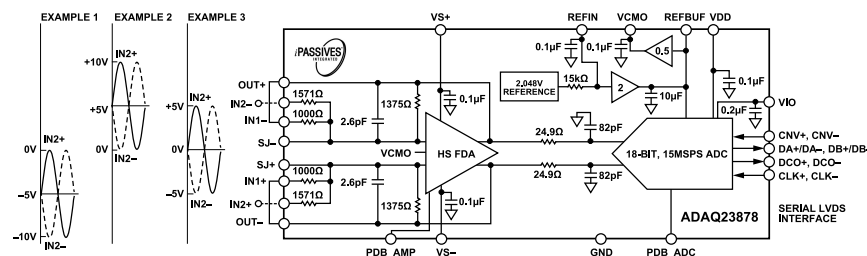 EXAMPLE 1
EXAMPLE 2
EXAMPLE 3
IN2+
+10V
+5V
0V
IN2–
IN2+
0V
–5V
–10V
IN2–
IN2+
+5V
0V
–5V
IN2–
iPASSIVES
INTEGRATED
VS+
REFIN
VCMO
REFBUF
VDD
0.1µF
0.1µF
0.5
2.048V
REFERENCE
15kΩ
2
10µF
0.1µF
0.2µF
VIO
OUT+
IN2–
IN1–
SJ–
SJ+
IN1+
IN2+
OUT–
1571Ω
1000Ω
1000Ω
1571Ω
2.6pF
2.6pF
1375Ω
1375Ω
0.1µF
VCMO
HS FDA
0.1µF
24.9Ω
24.9Ω
82pF
82pF
18-BIT, 15MSPS ADC
CNV+, CNV–
DA+/DA–, DB+/DB–
DCO+, DCO–
CLK+, CLK–
SERIAL LVDS
INTERFACE
ADAQ23878
PDB_AMP
VS–
GND
PDB_ADC